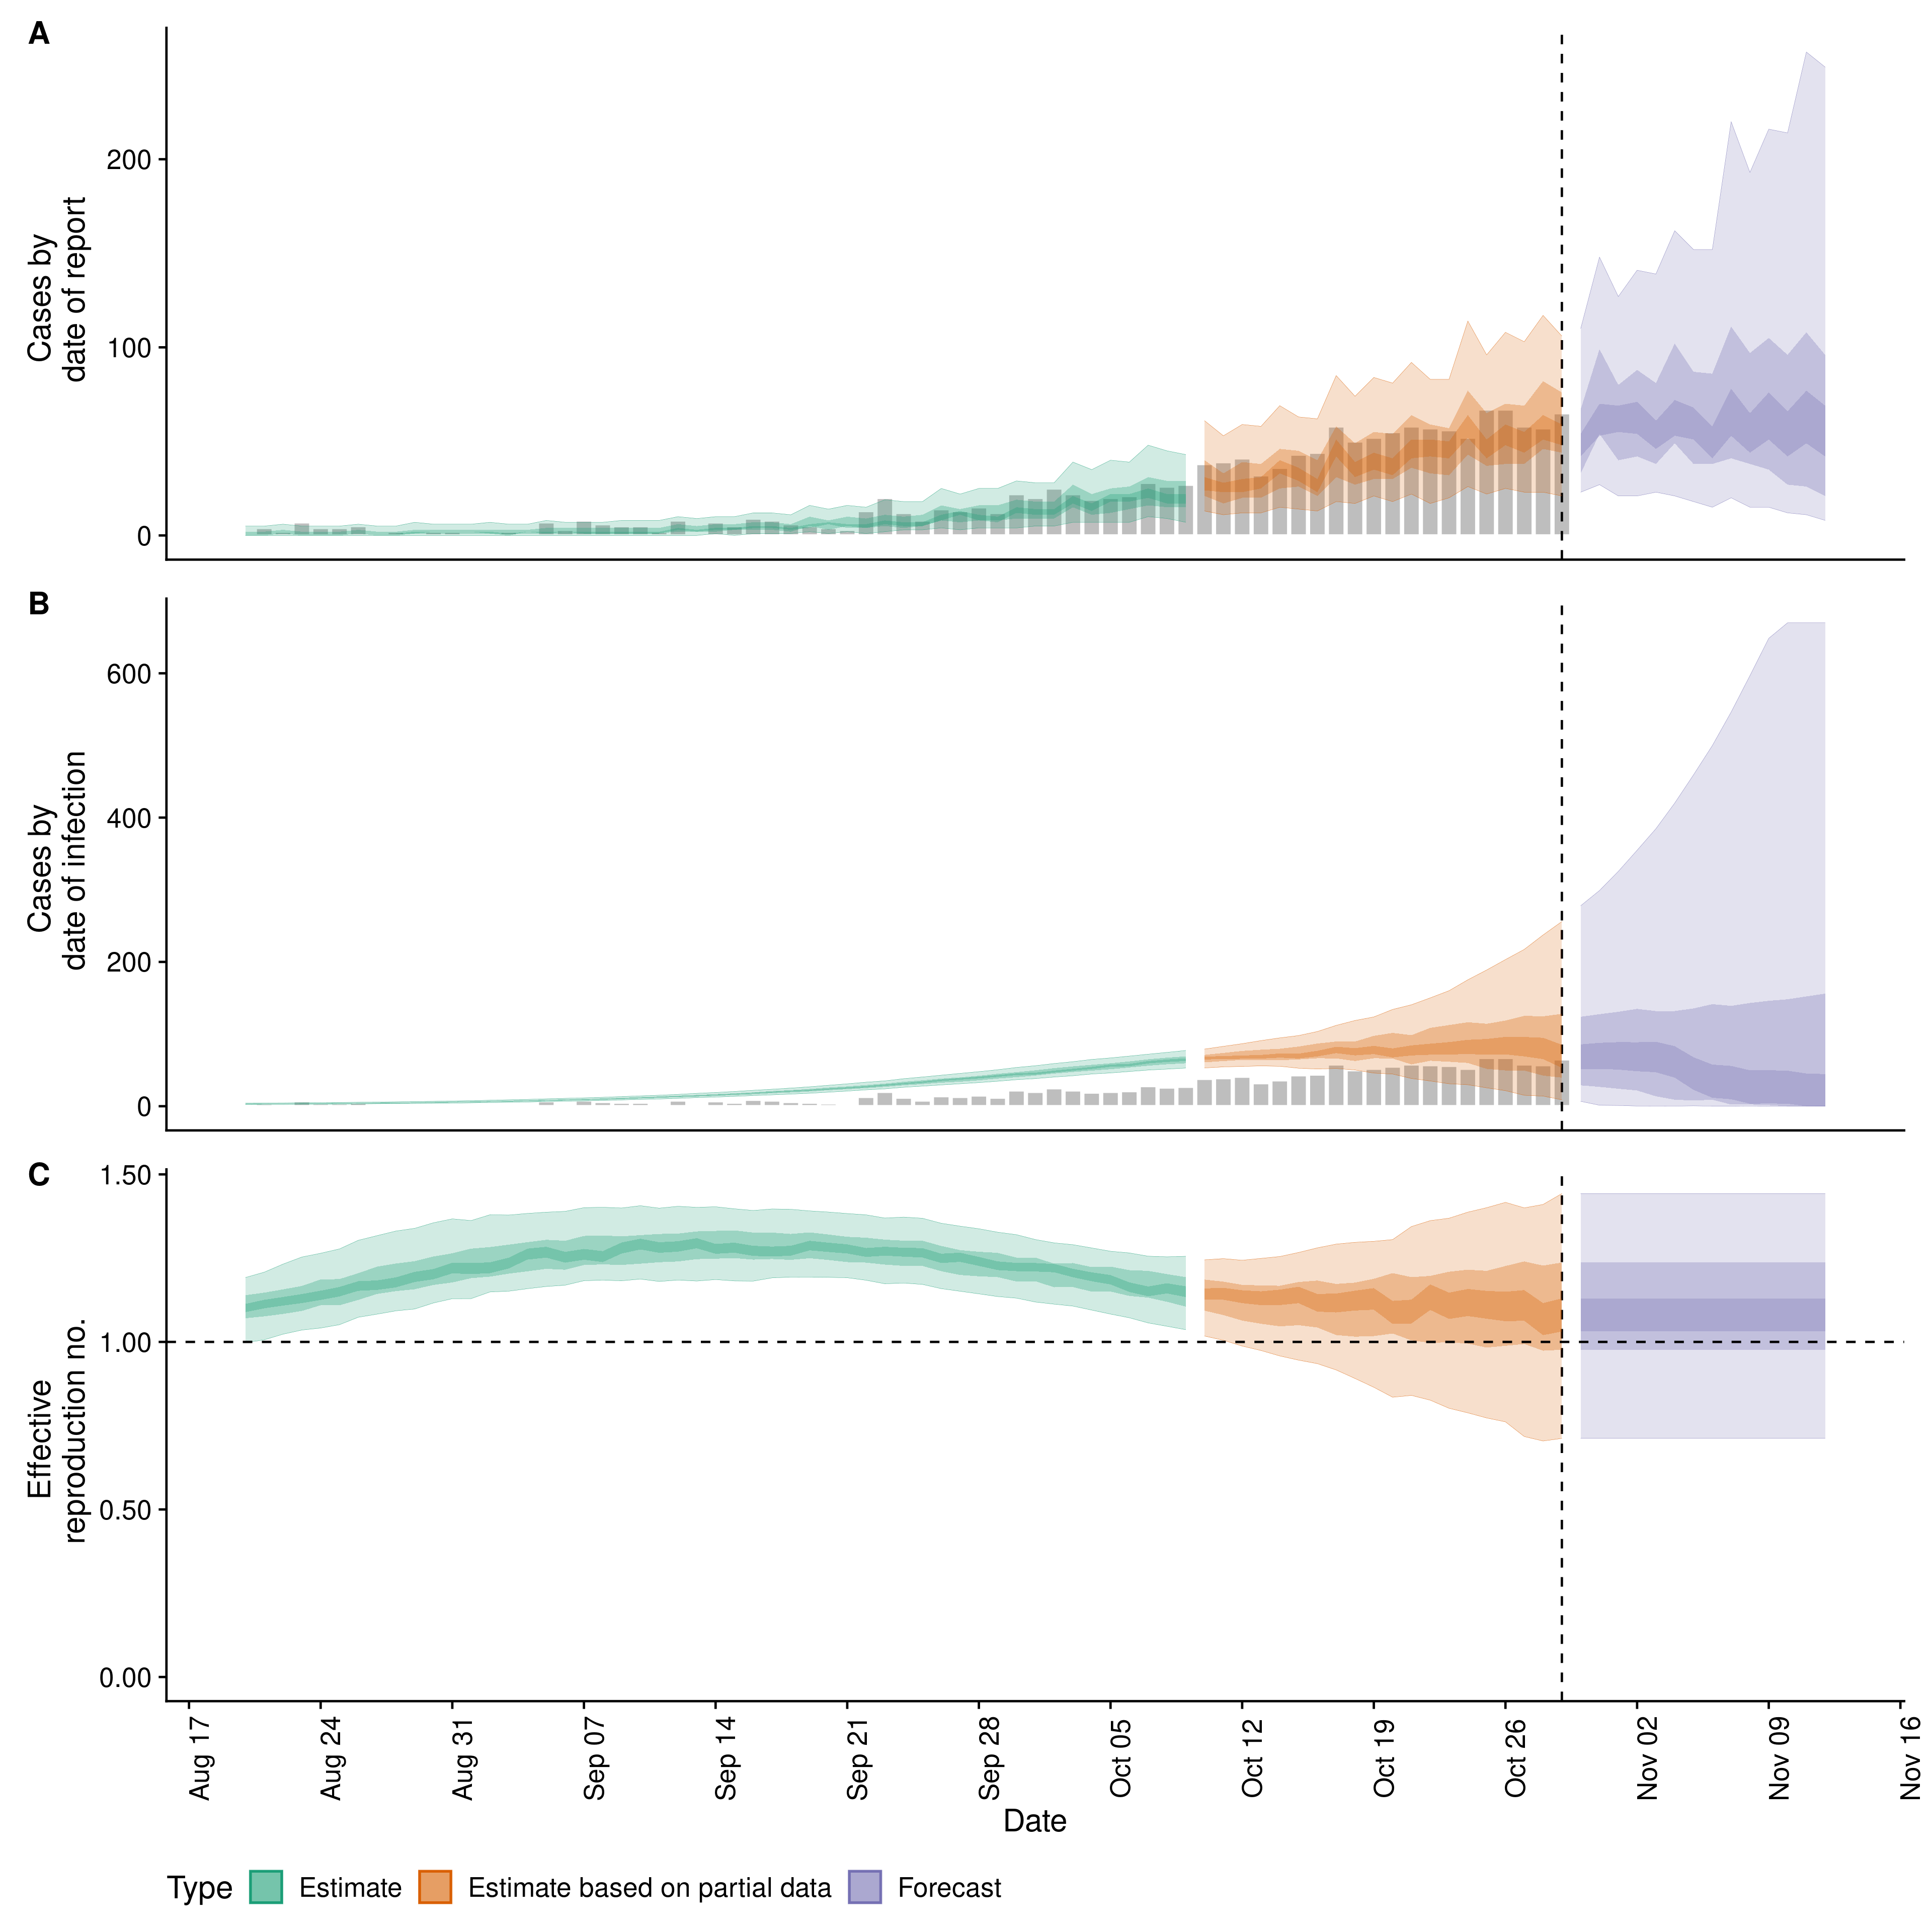 A
Cases by
date of report
200
100
0
B
Cases by
date of infection
600
400
200
0
C
Effective
reproduction no.
1.50
1.00
0.50
0.00
Aug 17
Aug 24
Aug 31
Sep 07
Sep 14
Sep 21
Sep 28
Oct 05
Oct 12
Oct 19
Oct 26
Nov 02
Nov 09
Nov 16
Date
Type Estimate Estimate based on partial data Forecast